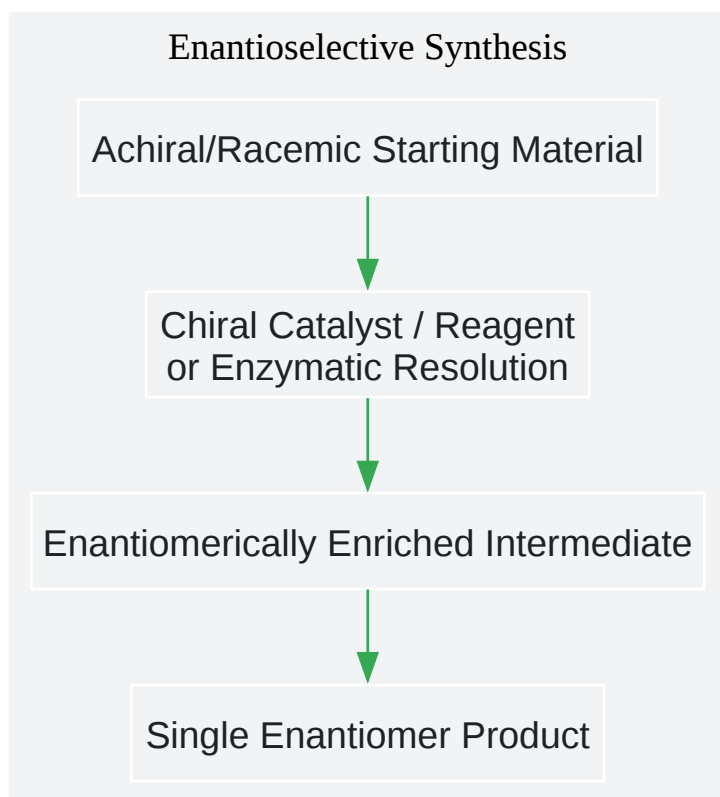 Enantioselective Synthesis
Achiral/Racemic Starting Material
Chiral Catalyst / Reagent
or Enzymatic Resolution
Enantiomerically Enriched Intermediate
Single Enantiomer Product